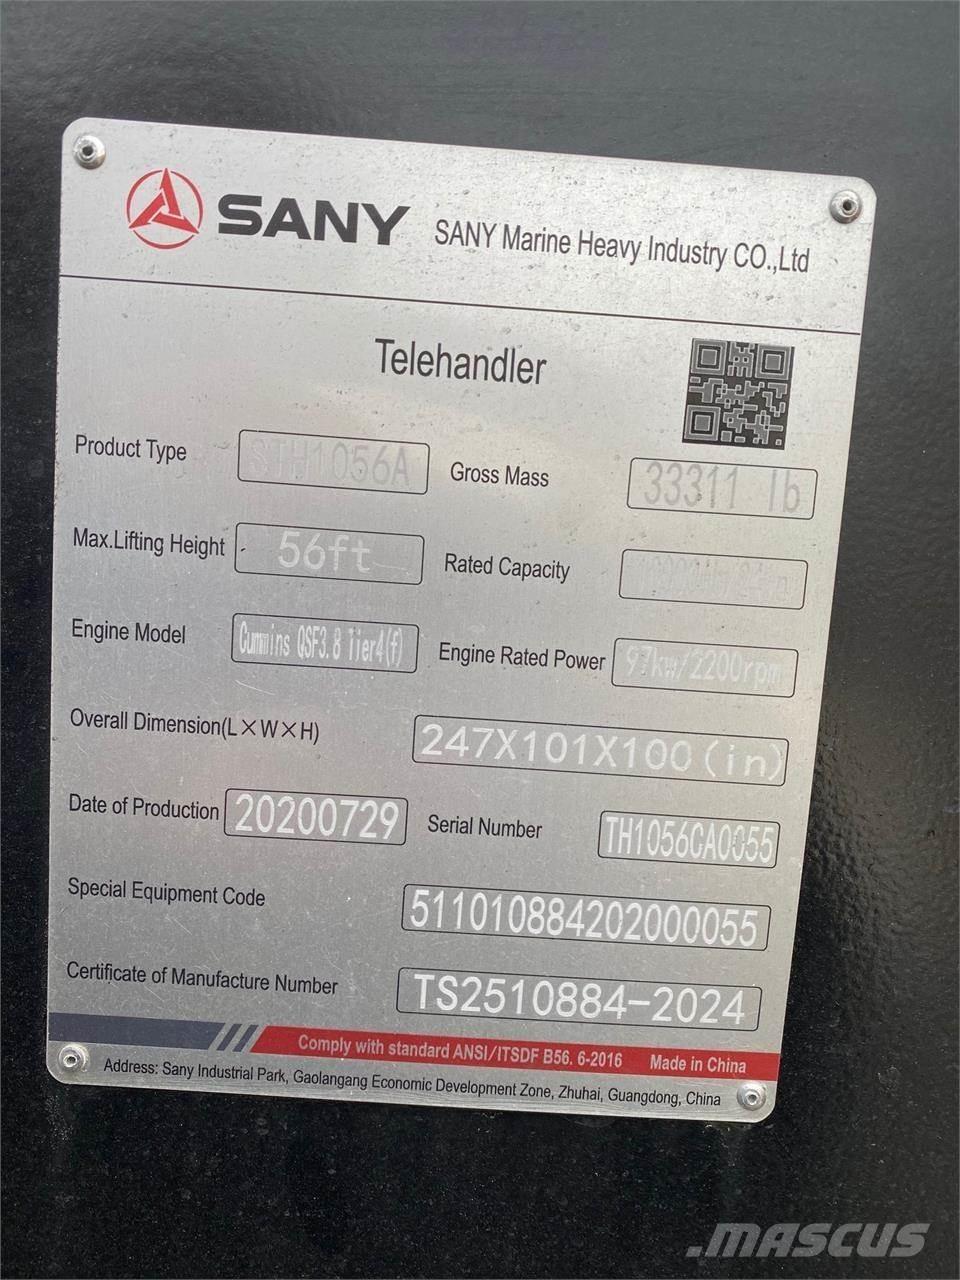 SANY SANY Marine Heavy Industry CO.,Ltd
Telehandler
Product Type STH1056A Gross Mass 33311 lb
Max.Lifting Height 56ft Rated Capacity
Engine Model Cummins QSF3.8 Tier4(f) Engine Rated Power 97kw/2200rpm
Overall Dimension(L×W×H) 247X101X100(in)
Date of Production 20200729 Serial Number TH1056CA0055
Special Equipment Code 511010884202000055
Certificate of Manufacture Number TS2510884-2024
Comply with standard ANSI/ITSDF B56. 6-2016 Made in China
Address: Sany Industrial Park, Gaolangang Economic Development Zone, Zhuhai, Guangdong, China
.MASCUS